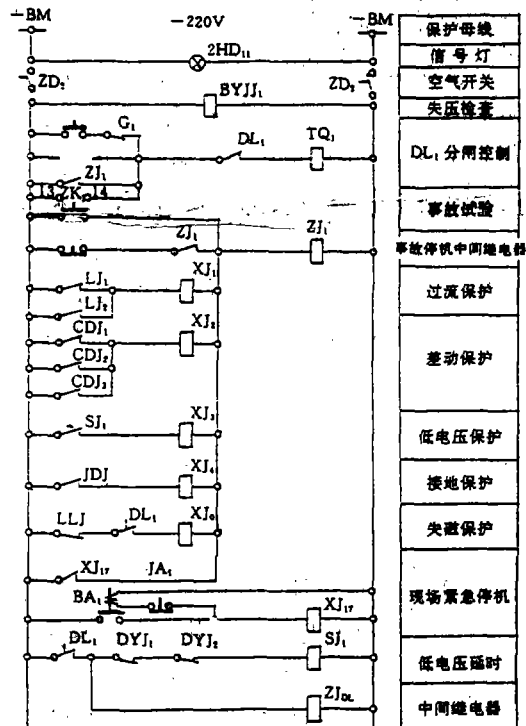 -BM -220V -BM 保护母线
2HD₁₁ 信号灯
ZD₂ ZD₂ 空气开关
BYJJ₁ 失压检查
G₁ DL₁ TQ₁ DL₁分闸控制
ZJ₁
13 ZK 14
事故试验
ZJ₁ ZJ₁ 事故停机中间继电器
LJ₁ XJ₁ 过流保护
LJ₂
CDJ₁ XJ₂ 差动保护
CDJ₂
CDJ₃
SJ₁ XJ₃ 低电压保护
JDJ XJ₄ 接地保护
LLJ DL₁ XJ₆ 失磁保护
XJ₁₇ JA₁ 现场紧急停机
BA₁ XJ₁₇
DL₁ DYJ₁ DYJ₂ SJ₁ 低电压延时
ZJDL 中间继电器